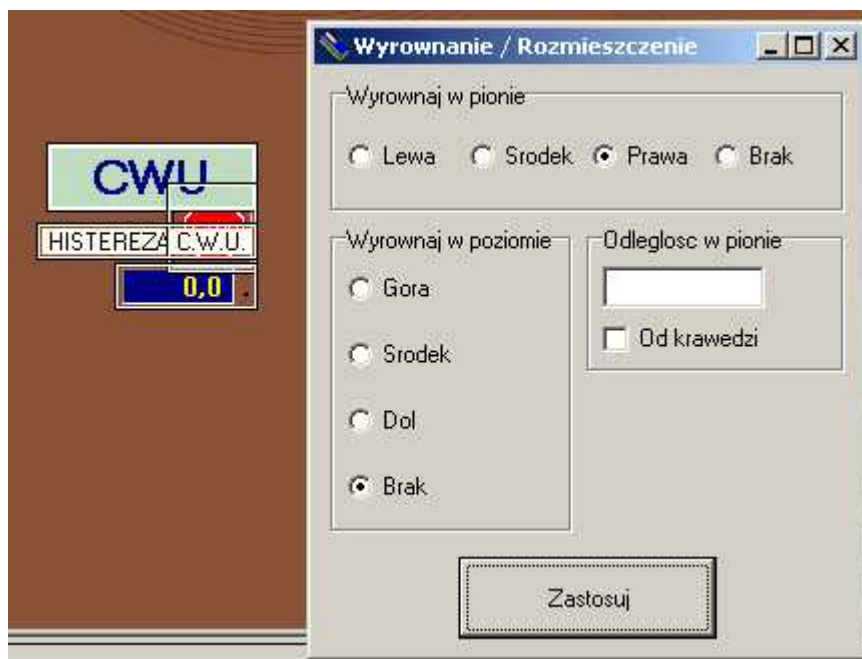 Wyrownanie / Rozmieszczenie
Wyrownaj w pionie
Lewa Srodek Prawa Brak
CWU
HISTEREZA C.W.U.
0,0 .
Wyrownaj w poziomie
Gora
Srodek
Dol
Brak
Odleglosc w pionie
Od krawedzi
Zastosuj